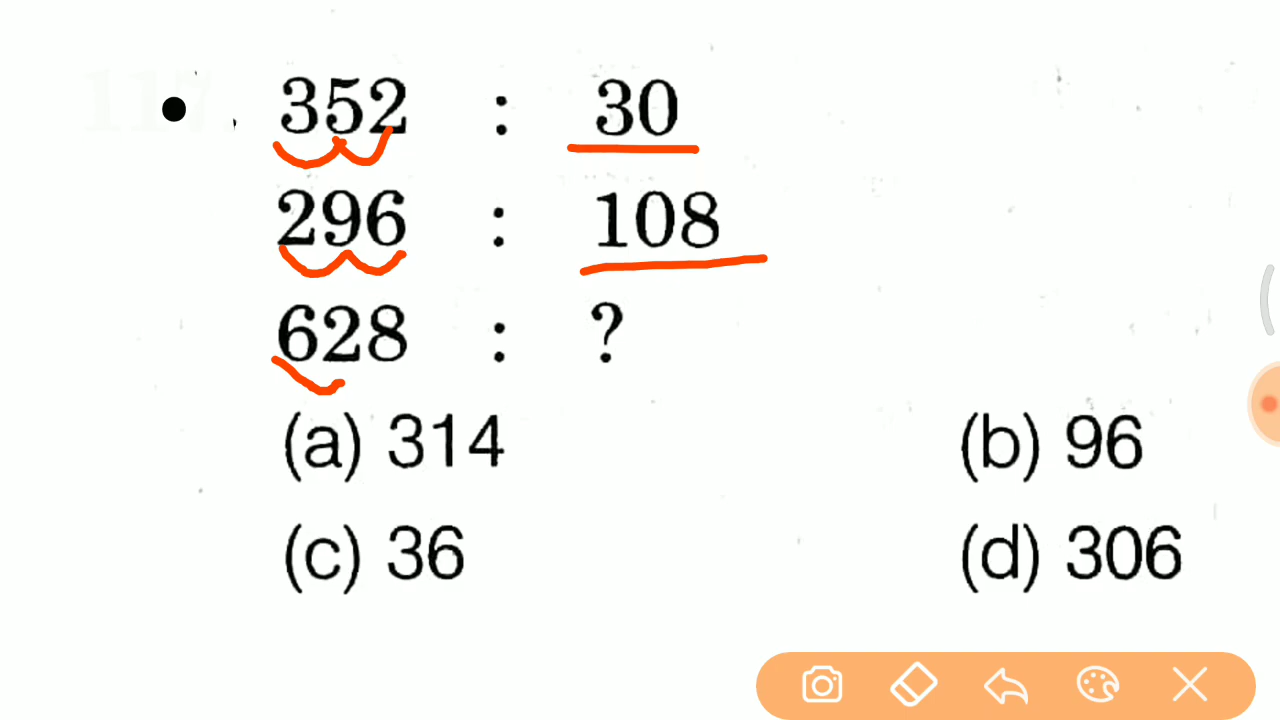 352 : 30
296 : 108
628 : ?
(a) 314 (b) 96
(c) 36 (d) 306